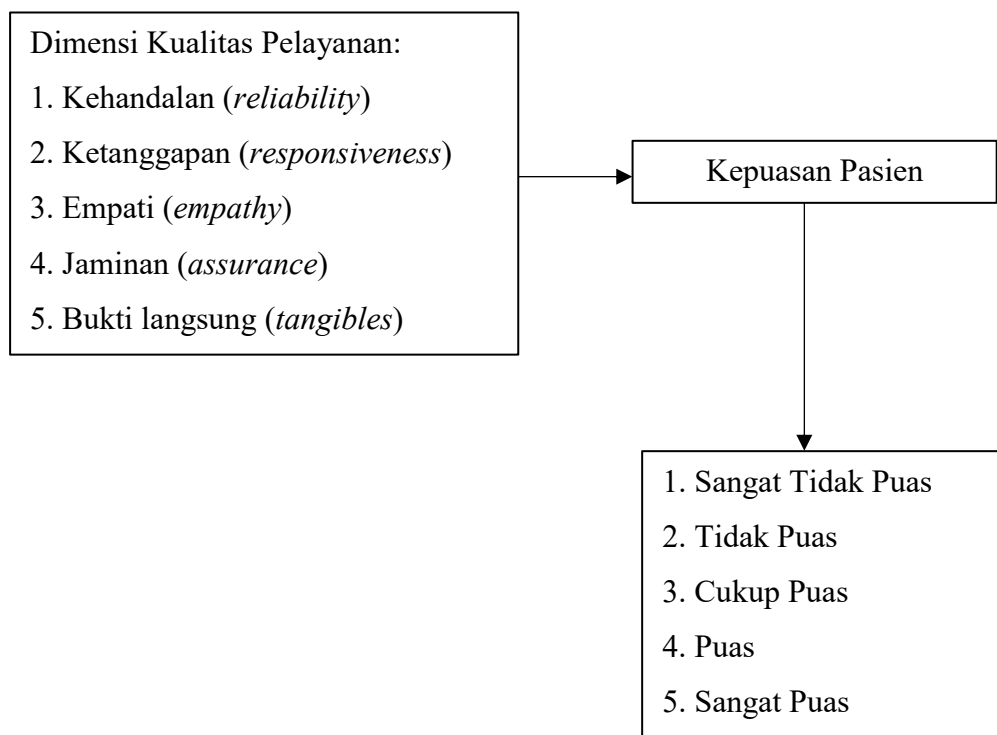 Dimensi Kualitas Pelayanan:
1. Kehandalan (reliability)
2. Ketanggapan (responsiveness)
3. Empati (empathy)
4. Jaminan (assurance)
5. Bukti langsung (tangibles)
Kepuasan Pasien
1. Sangat Tidak Puas
2. Tidak Puas
3. Cukup Puas
4. Puas
5. Sangat Puas